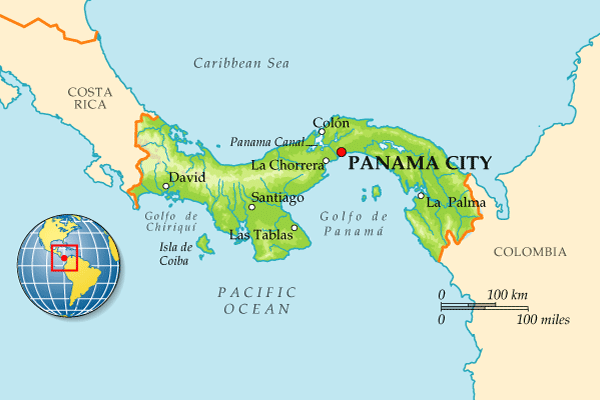 Caribbean Sea
COSTA
RICA
Colón
Panama Canal
La Chorrera
PANAMA CITY
David
Santiago
La Palma
Golfo de
Chiriquí
Golfo de
Panamá
Las Tablas
Isla de
Coiba
COLOMBIA
PACIFIC
OCEAN
0 100 km
0 100 miles